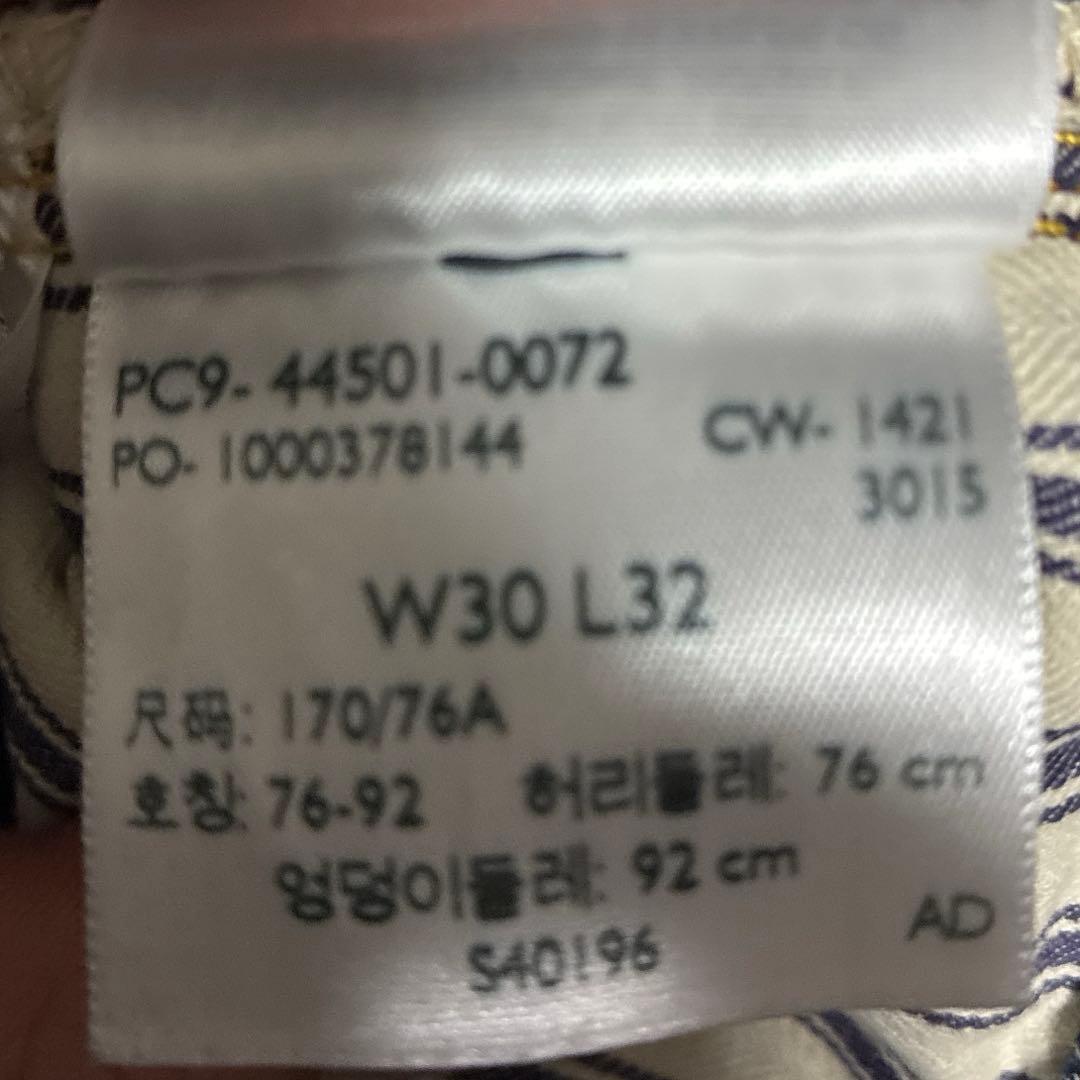 PC9- 44501-0072
PO- 1000378144 CW- 1421
3015
W30 L32
尺码: 170/76A
호칭: 76-92 허리둘레: 76 cm
엉덩이둘레: 92 cm
AD
S40196